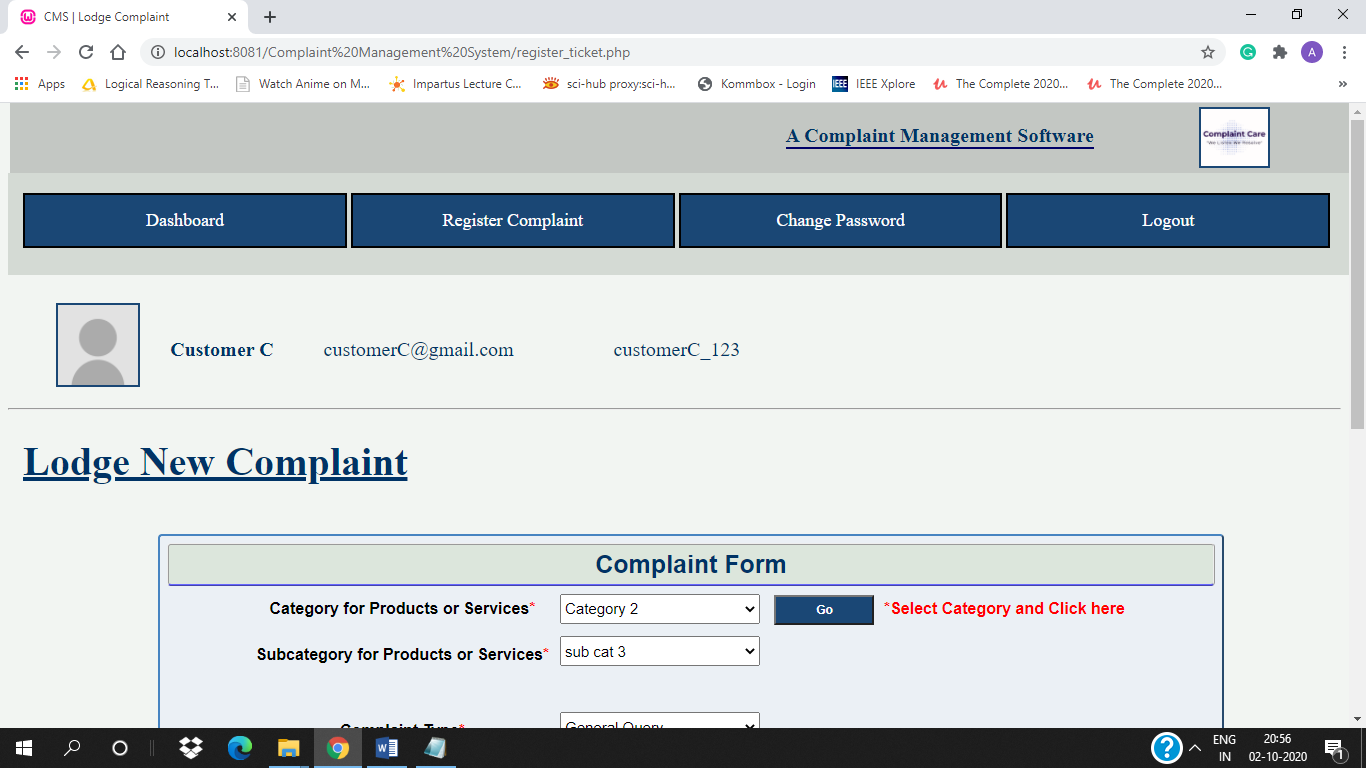 CMS | Lodge Complaint
localhost:8081/Complaint%20Management%20System/register_ticket.php
A
Apps
Logical Reasoning T...
Watch Anime on M...
Impartus Lecture C...
sci-hub proxy:sci-h...
Kommbox - Login
IEEE
IEEE Xplore
The Complete 2020...
The Complete 2020...
»
A Complaint Management Software
Complaint Care
Dashboard
Register Complaint
Change Password
Logout
Customer C
customerC@gmail.com
customerC_123
Lodge New Complaint
Complaint Form
Category for Products or Services*
Category 2
Go
*Select Category and Click here
Subcategory for Products or Services*
sub cat 3
Complaint Type*
General Query
ENG
IN
20:56
02-10-2020
1